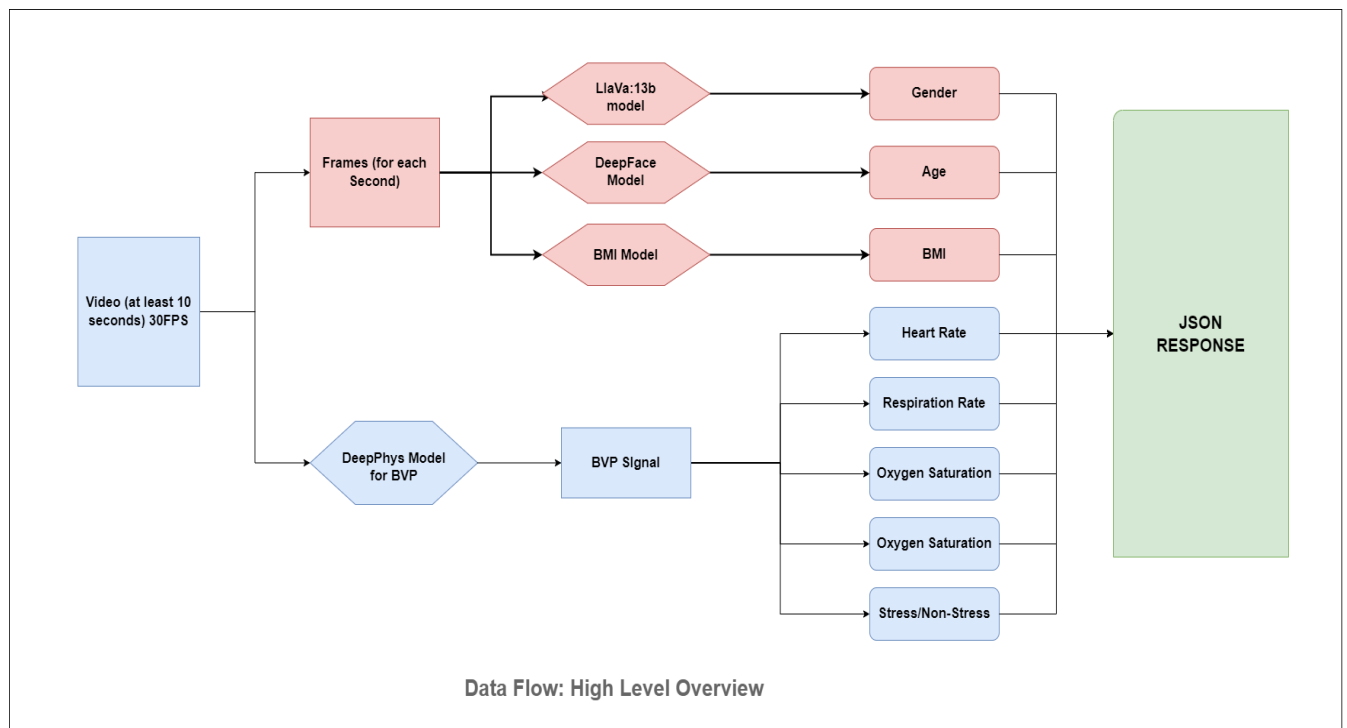 LlaVa:13b
model
Gender
Frames (for each
Second)
DeepFace
Model
Age
BMI Model
BMI
Video (at least 10
seconds) 30FPS
Heart Rate
JSON
RESPONSE
Respiration Rate
DeepPhys Model
for BVP
BVP SIgnal
Oxygen Saturation
Oxygen Saturation
Stress/Non-Stress
Data Flow: High Level Overview